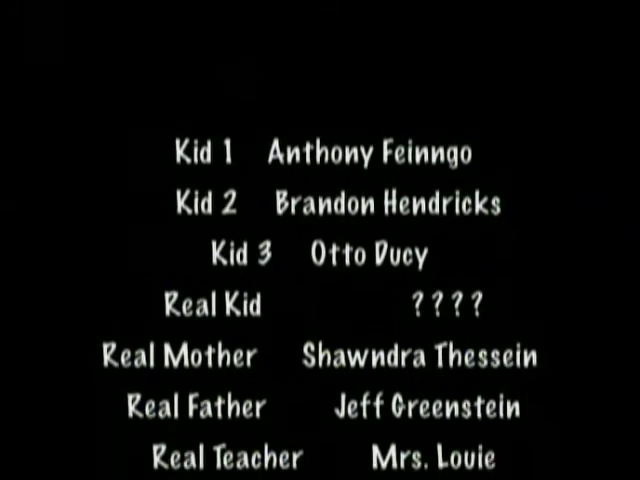 Kid 1 Anthony Feinngo
Kid 2 Brandon Hendricks
Kid 3 Otto Ducy
Real Kid ? ? ? ?
Real Mother Shawndra Thessein
Real Father Jeff Greenstein
Real Teacher Mrs. Louie